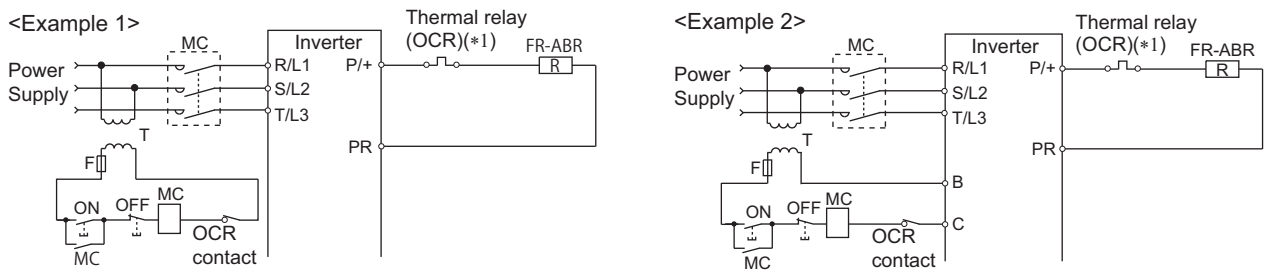 <Example 1>
MC
Power
Supply
T
F
ON
OFF
MC
MC
OCR
contact
Inverter
R/L1
S/L2
T/L3
P/+
PR
Thermal relay
(OCR)(*1)
FR-ABR
R
<Example 2>
MC
Power
Supply
T
F
ON
OFF
MC
MC
OCR
contact
Inverter
R/L1
S/L2
T/L3
P/+
PR
B
C
Thermal relay
(OCR)(*1)
FR-ABR
R